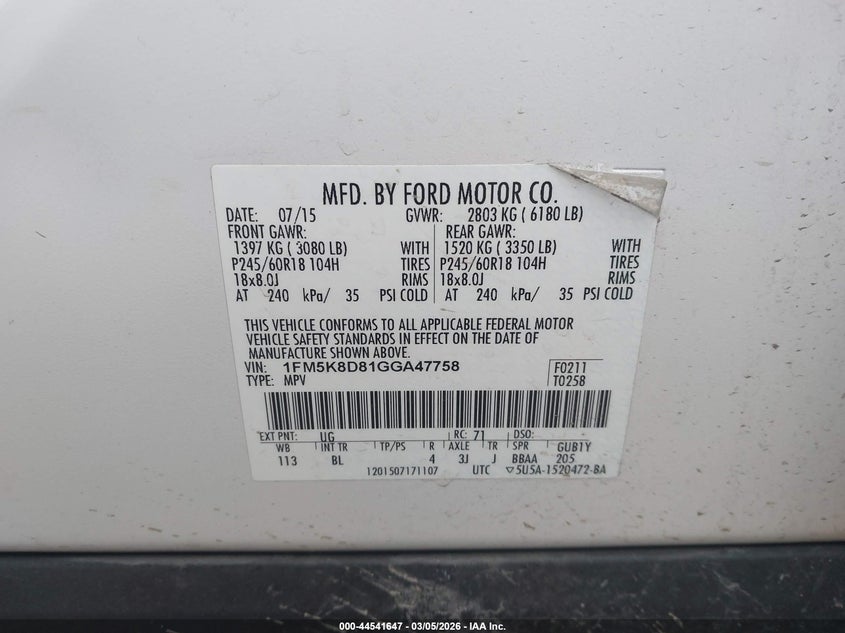 MFD. BY FORD MOTOR CO.
DATE: 07/15 GVWR: 2803 KG ( 6180 LB)
FRONT GAWR: REAR GAWR:
1397 KG ( 3080 LB) WITH 1520 KG ( 3350 LB) WITH
P245/60R18 104H TIRES P245/60R18 104H TIRES
18x8.0J RIMS 18x8.0J RIMS
AT 240 kPa/ 35 PSI COLD AT 240 kPa/ 35 PSI COLD
THIS VEHICLE CONFORMS TO ALL APPLICABLE FEDERAL MOTOR
VEHICLE SAFETY STANDARDS IN EFFECT ON THE DATE OF
MANUFACTURE SHOWN ABOVE.
VIN: 1FM5K8D81GGA47758 F0211
TYPE: MPV T0258
EXT PNT: UG RC: 71 DSO:
WB INT TR TP/PS R AXLE TR SPR GUB1Y
113 BL 4 3J J BBAA 205
1201507171107 UTC ▽5U5A-1520472-BA
000-44541647 - 03/05/2026 - IAA Inc.